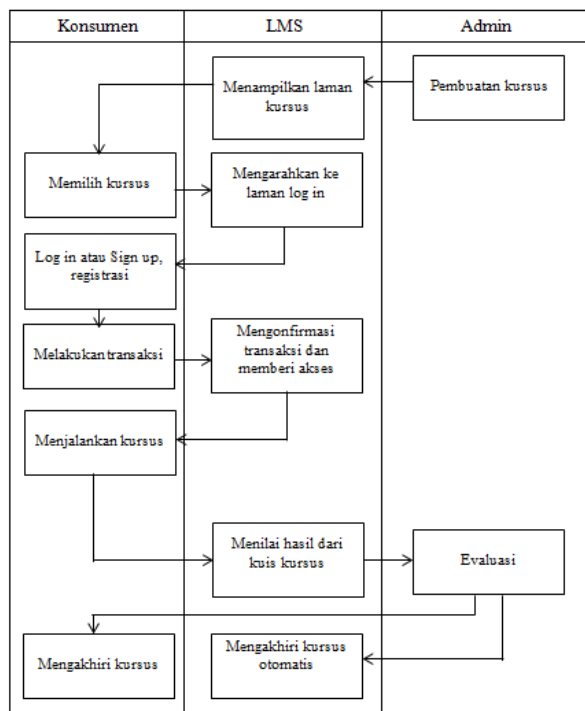 Konsumen
LMS
Admin
Menampilkan laman
kursus
Pembuatan kursus
Memilih kursus
Mengarahkan ke
laman log in
Log in atau Sign up,
registrasi
Melakukan transaksi
Mengonfirmasi
transaksi dan
memberi akses
Menjalankan kursus
Menilai hasil dari
kuis kursus
Evaluasi
Mengakhiri kursus
Mengakhiri kursus
otomatis